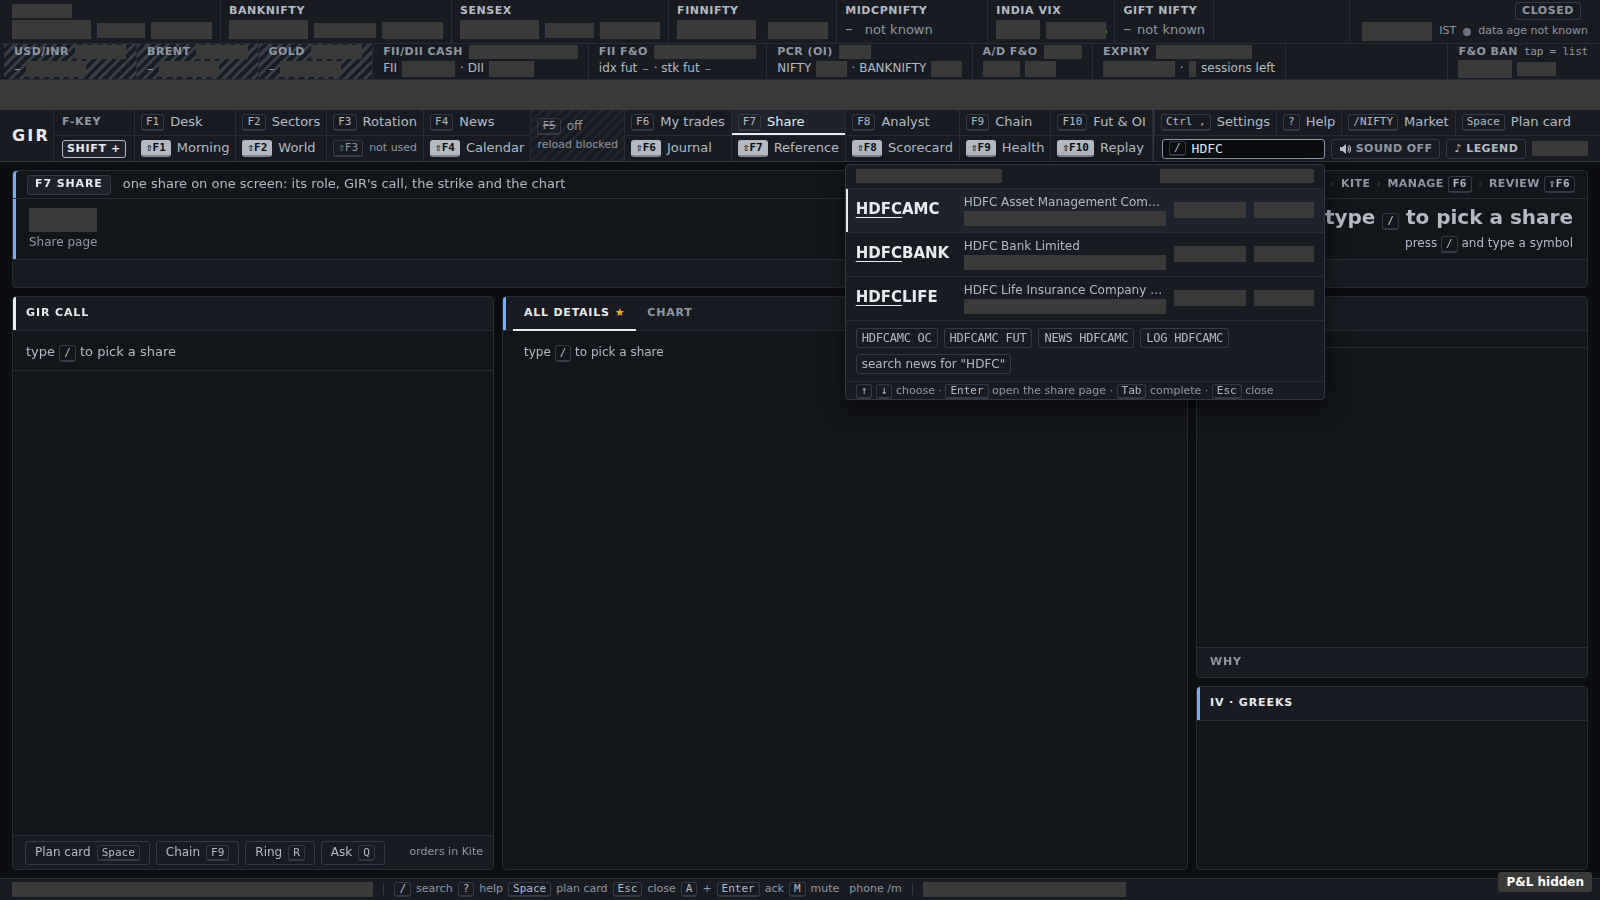 BANKNIFTY SENSEX FINNIFTY MIDCPNIFTY INDIA VIX GIFT NIFTY CLOSED
– not known – not known IST data age not known
USD/INR BRENT GOLD FII/DII CASH FII F&O PCR (OI) A/D F&O EXPIRY F&O BAN tap = list
– – – FII · DII idx fut – · stk fut – NIFTY · BANKNIFTY · sessions left
GIR
F-KEY F1 Desk F2 Sectors F3 Rotation F4 News F5 off F6 My trades F7 Share F8 Analyst F9 Chain F10 Fut & OI Ctrl , Settings ? Help /NIFTY Market Space Plan card
SHIFT + ⇧F1 Morning ⇧F2 World ⇧F3 not used ⇧F4 Calendar reload blocked ⇧F6 Journal ⇧F7 Reference ⇧F8 Scorecard ⇧F9 Health ⇧F10 Replay / HDFC SOUND OFF ♪ LEGEND
F7 SHARE one share on one screen: its role, GIR's call, the strike and the chart › KITE › MANAGE F6 › REVIEW ⇧F6
Share page
type / to pick a share
press / and type a symbol
HDFCAMC HDFC Asset Management Com…
HDFCBANK HDFC Bank Limited
HDFCLIFE HDFC Life Insurance Company …
HDFCAMC OC HDFCAMC FUT NEWS HDFCAMC LOG HDFCAMC
search news for "HDFC"
↑ ↓ choose · Enter open the share page · Tab complete · Esc close
GIR CALL
type / to pick a share
ALL DETAILS ★ CHART
type / to pick a share
WHY
IV · GREEKS
Plan card Space Chain F9 Ring R Ask Q orders in Kite
/ search ? help Space plan card Esc close A + Enter ack M mute phone /m
P&L hidden